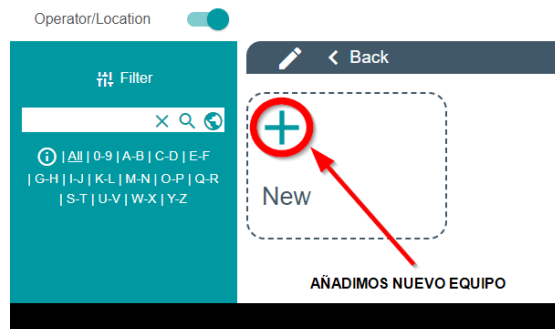 Operator/Location
Filter
| All | 0-9 | A-B | C-D | E-F
| G-H | I-J | K-L | M-N | O-P | Q-R
| S-T | U-V | W-X | Y-Z
Back
New
AÑADIMOS NUEVO EQUIPO